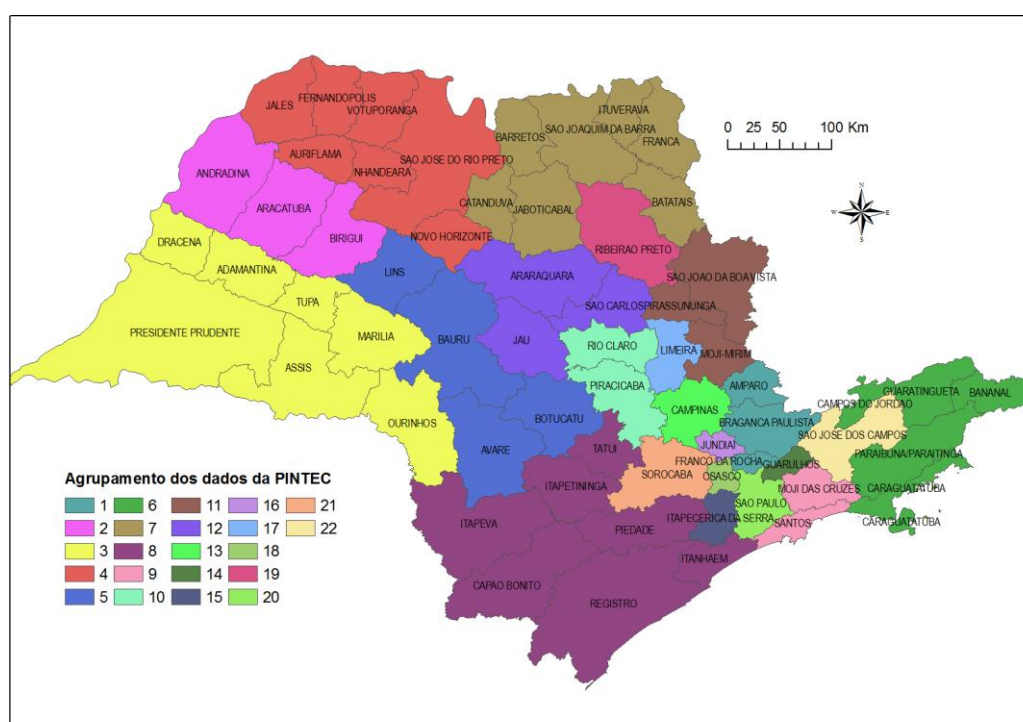 JALES
FERNANDOPOLIS
VOTUPORANGA
ITUVERAVA
SAO JOAQUIM DA BARRA
BARRETOS
FRANCA
0 25 50 100 Km
AURIFLAMA
NHANDEARA
SAO JOSE DO RIO PRETO
ANDRADINA
CATANDUVA
JABOTICABAL
BATATAIS
ARACATUBA
N
W E
S
BIRIGUI
NOVO HORIZONTE
RIBEIRAO PRETO
DRACENA
ADAMANTINA
LINS
ARARAQUARA
SAO JOAO DA BOA VISTA
TUPA
SAO CARLOS
PIRASSUNUNGA
PRESIDENTE PRUDENTE
MARILIA
BAURU
JAU
RIO CLARO
LIMEIRA
MOJI-MIRIM
ASSIS
PIRACICABA
AMPARO
GUARATINGUETA
BANANAL
CAMPOS DO JORDAO
OURINHOS
BOTUCATU
CAMPINAS
BRAGANCA PAULISTA
SAO JOSE DOS CAMPOS
AVARE
TATUI
JUNDIAI
PARAIBUNA/PARAITINGA
SOROCABA
FRANCO DA ROCHA
GUARULHOS
OSASCO
MOJI DAS CRUZES
CARAGUATATUBA
ITAPETININGA
SAO PAULO
ITAPEVA
PIEDADE
ITAPECERICA DA SERRA
SANTOS
CARAGUATATUBA
ITANHAEM
CAPAO BONITO
REGISTRO
Agrupamento dos dados da PINTEC
1 6 11 16 21
2 7 12 17 22
3 8 13 18
4 9 14 19
5 10 15 20